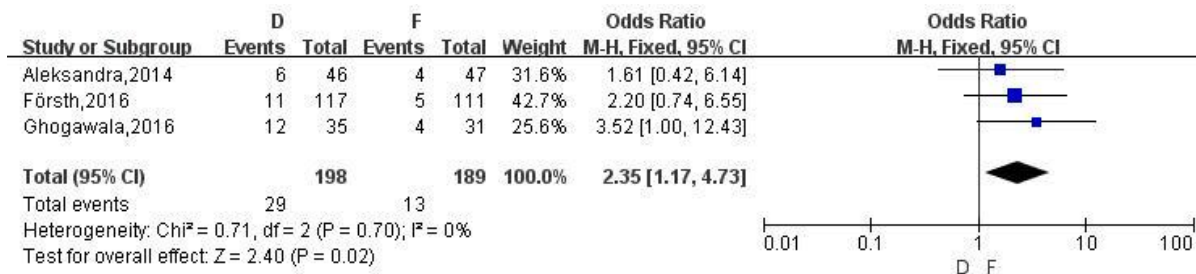 D F Odds Ratio Odds Ratio
Study or Subgroup Events Total Events Total Weight M-H, Fixed, 95% CI M-H, Fixed, 95% CI
Aleksandra,2014 6 46 4 47 31.6% 1.61 [0.42, 6.14]
Försth,2016 11 117 5 111 42.7% 2.20 [0.74, 6.55]
Ghogawala,2016 12 35 4 31 25.6% 3.52 [1.00, 12.43]
Total (95% CI) 198 189 100.0% 2.35 [1.17, 4.73]
Total events 29 13
Heterogeneity: Chi² = 0.71, df = 2 (P = 0.70); I² = 0%
Test for overall effect: Z = 2.40 (P = 0.02)
0.01 0.1 1 10 100
D F